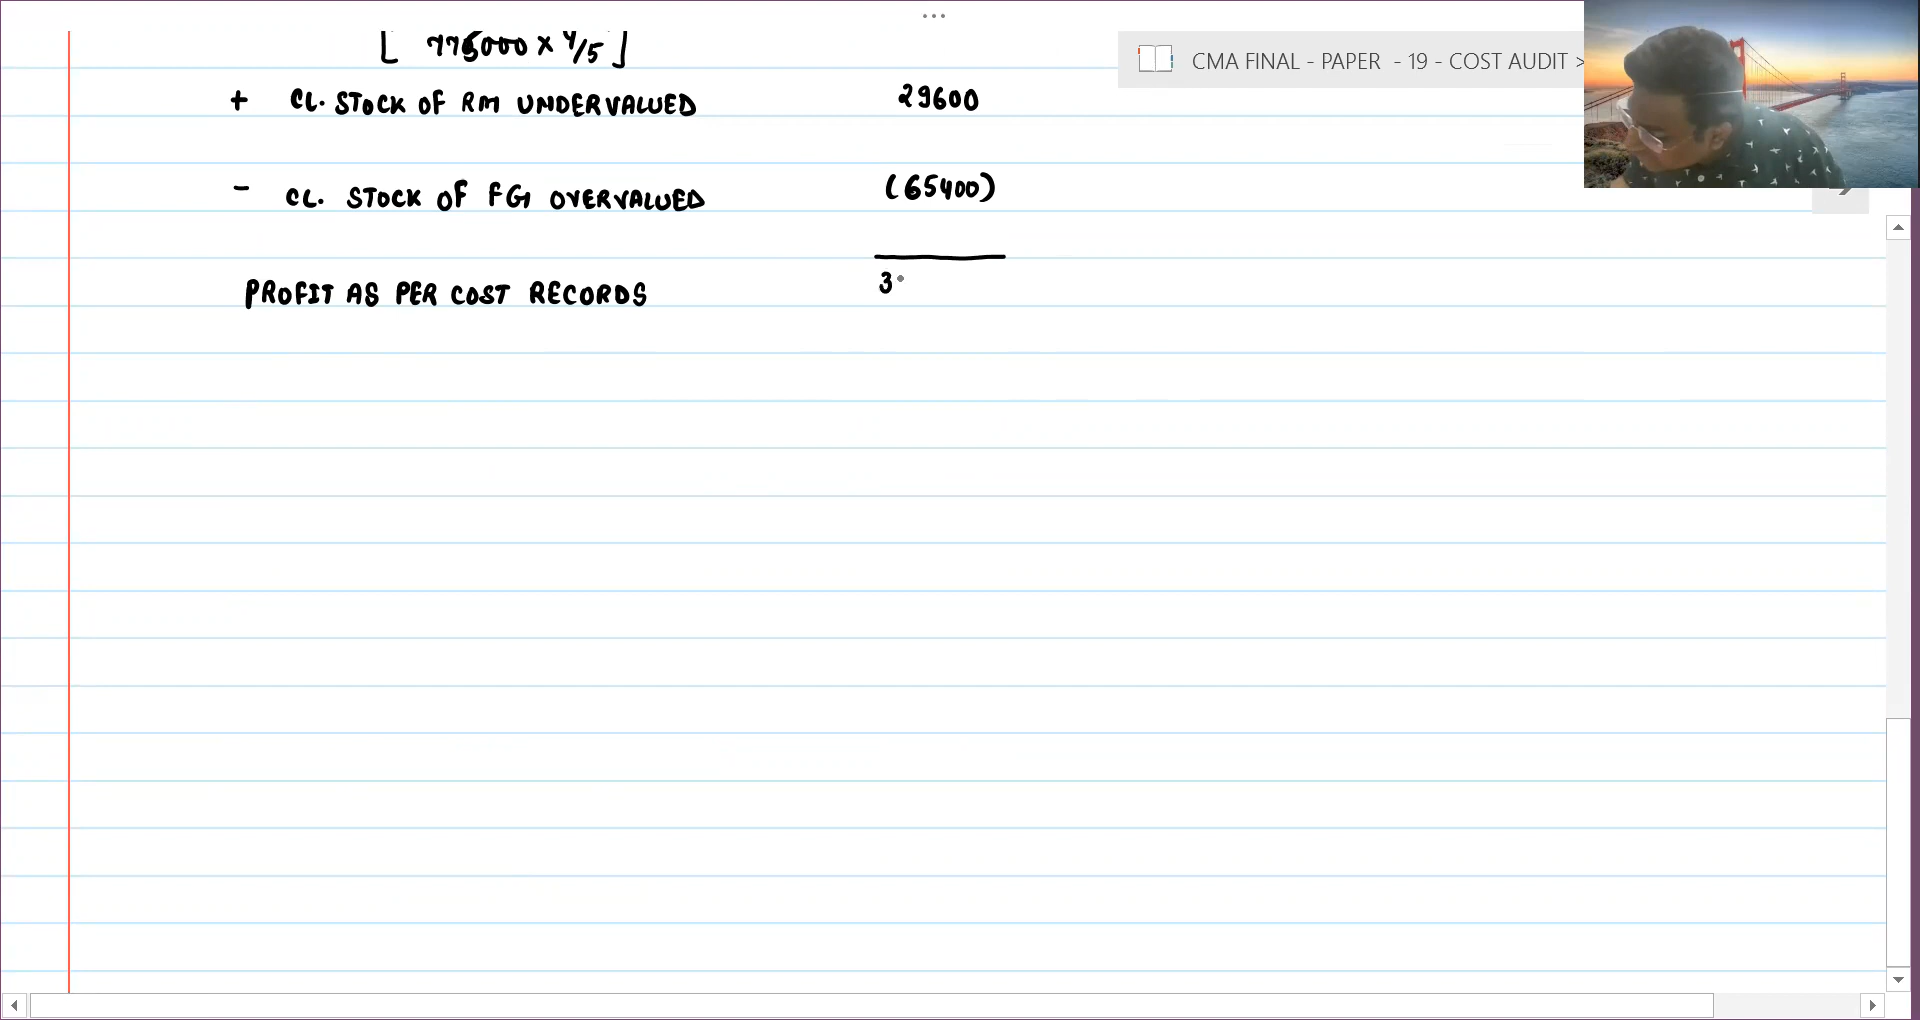 ...
[ 775000 x 4/5 ]
CMA FINAL - PAPER - 19 - COST AUDIT >
+ CL. STOCK OF RM UNDERVALUED 29600
- CL. STOCK OF FG OVERVALUED (65400)
PROFIT AS PER COST RECORDS 3